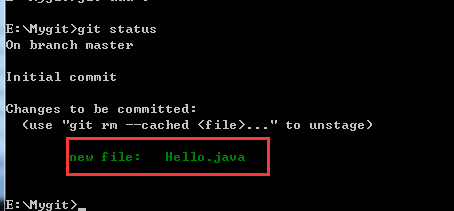 E:\Mygit>git status
On branch master
Initial commit
Changes to be committed:
(use "git rm --cached <file>..." to unstage)
new file:   Hello.java
E:\Mygit>_